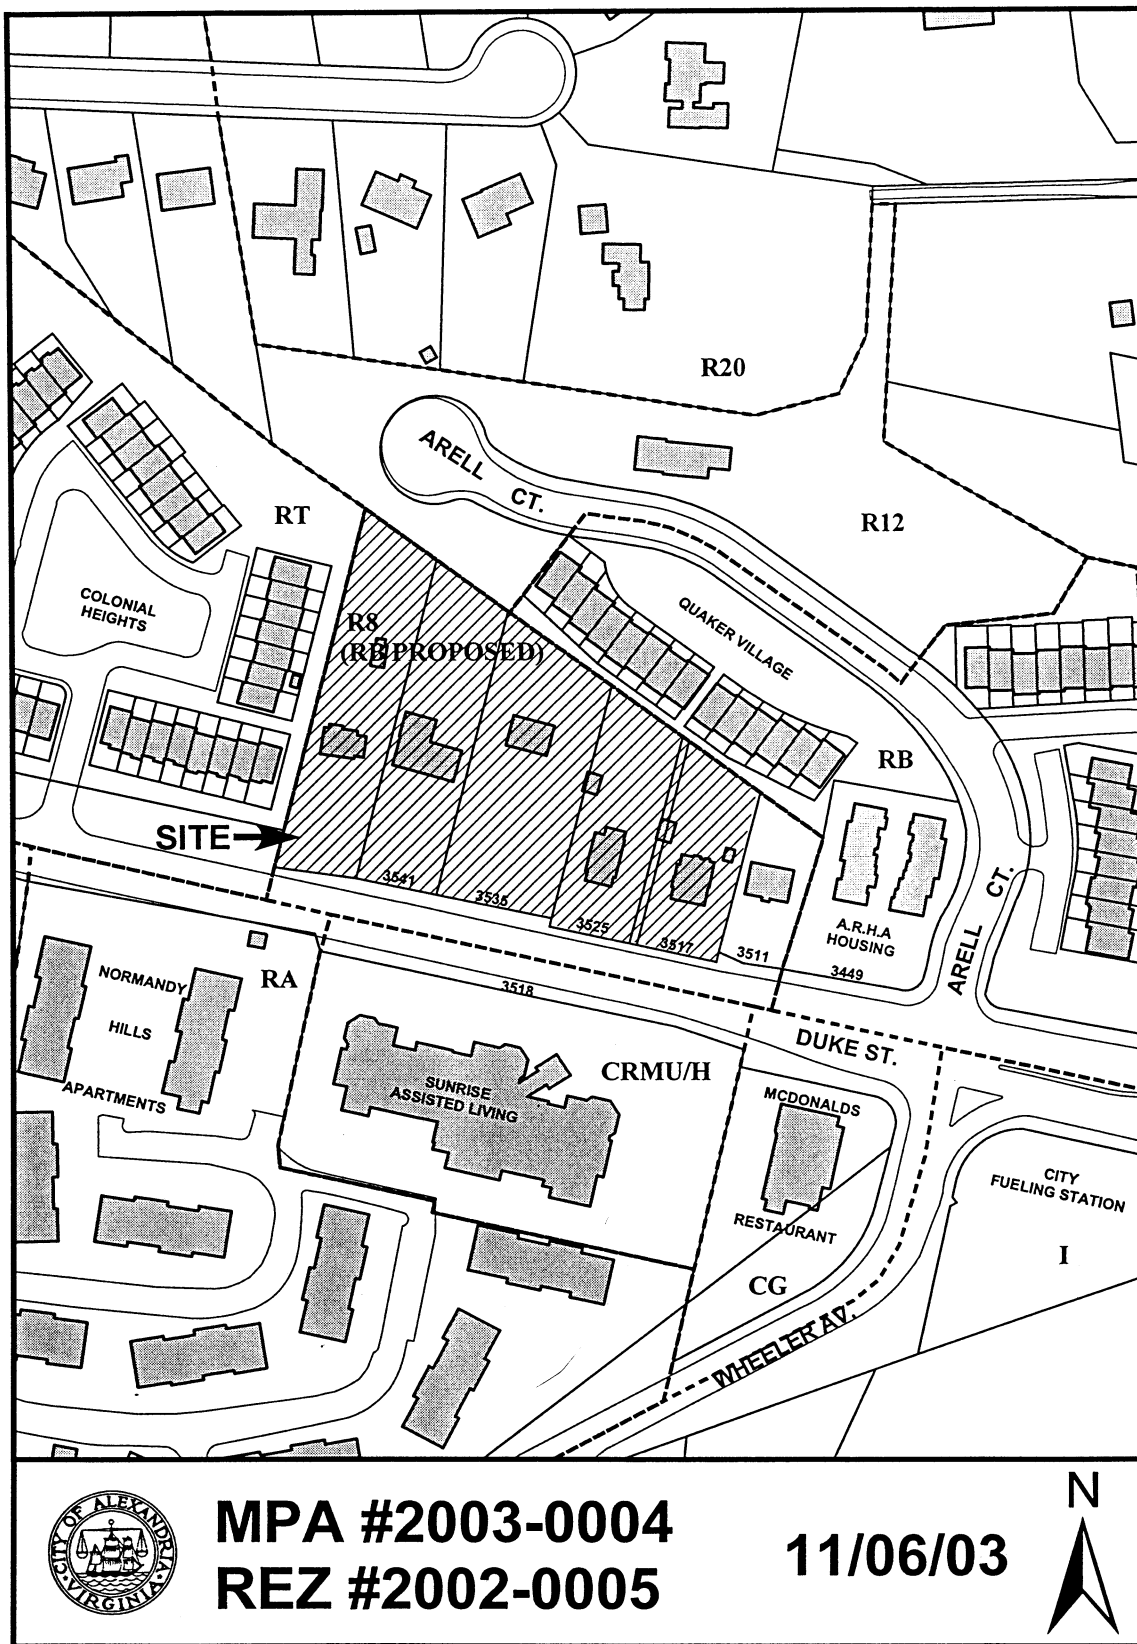 R20
ARELL CT.
R12
RT
COLONIAL
HEIGHTS
R8
(RB PROPOSED)
QUAKER VILLAGE
RB
SITE
3541
3535
3525
3517
3511
3449
A.R.H.A
HOUSING
ARELL CT.
NORMANDY
HILLS
APARTMENTS
RA
3518
DUKE ST.
CRMU/H
SUNRISE
ASSISTED LIVING
MCDONALDS
RESTAURANT
CITY
FUELING STATION
I
CG
WHEELER AV.
CITY OF ALEXANDRIA
VIRGINIA
MPA #2003-0004
REZ #2002-0005
11/06/03
N